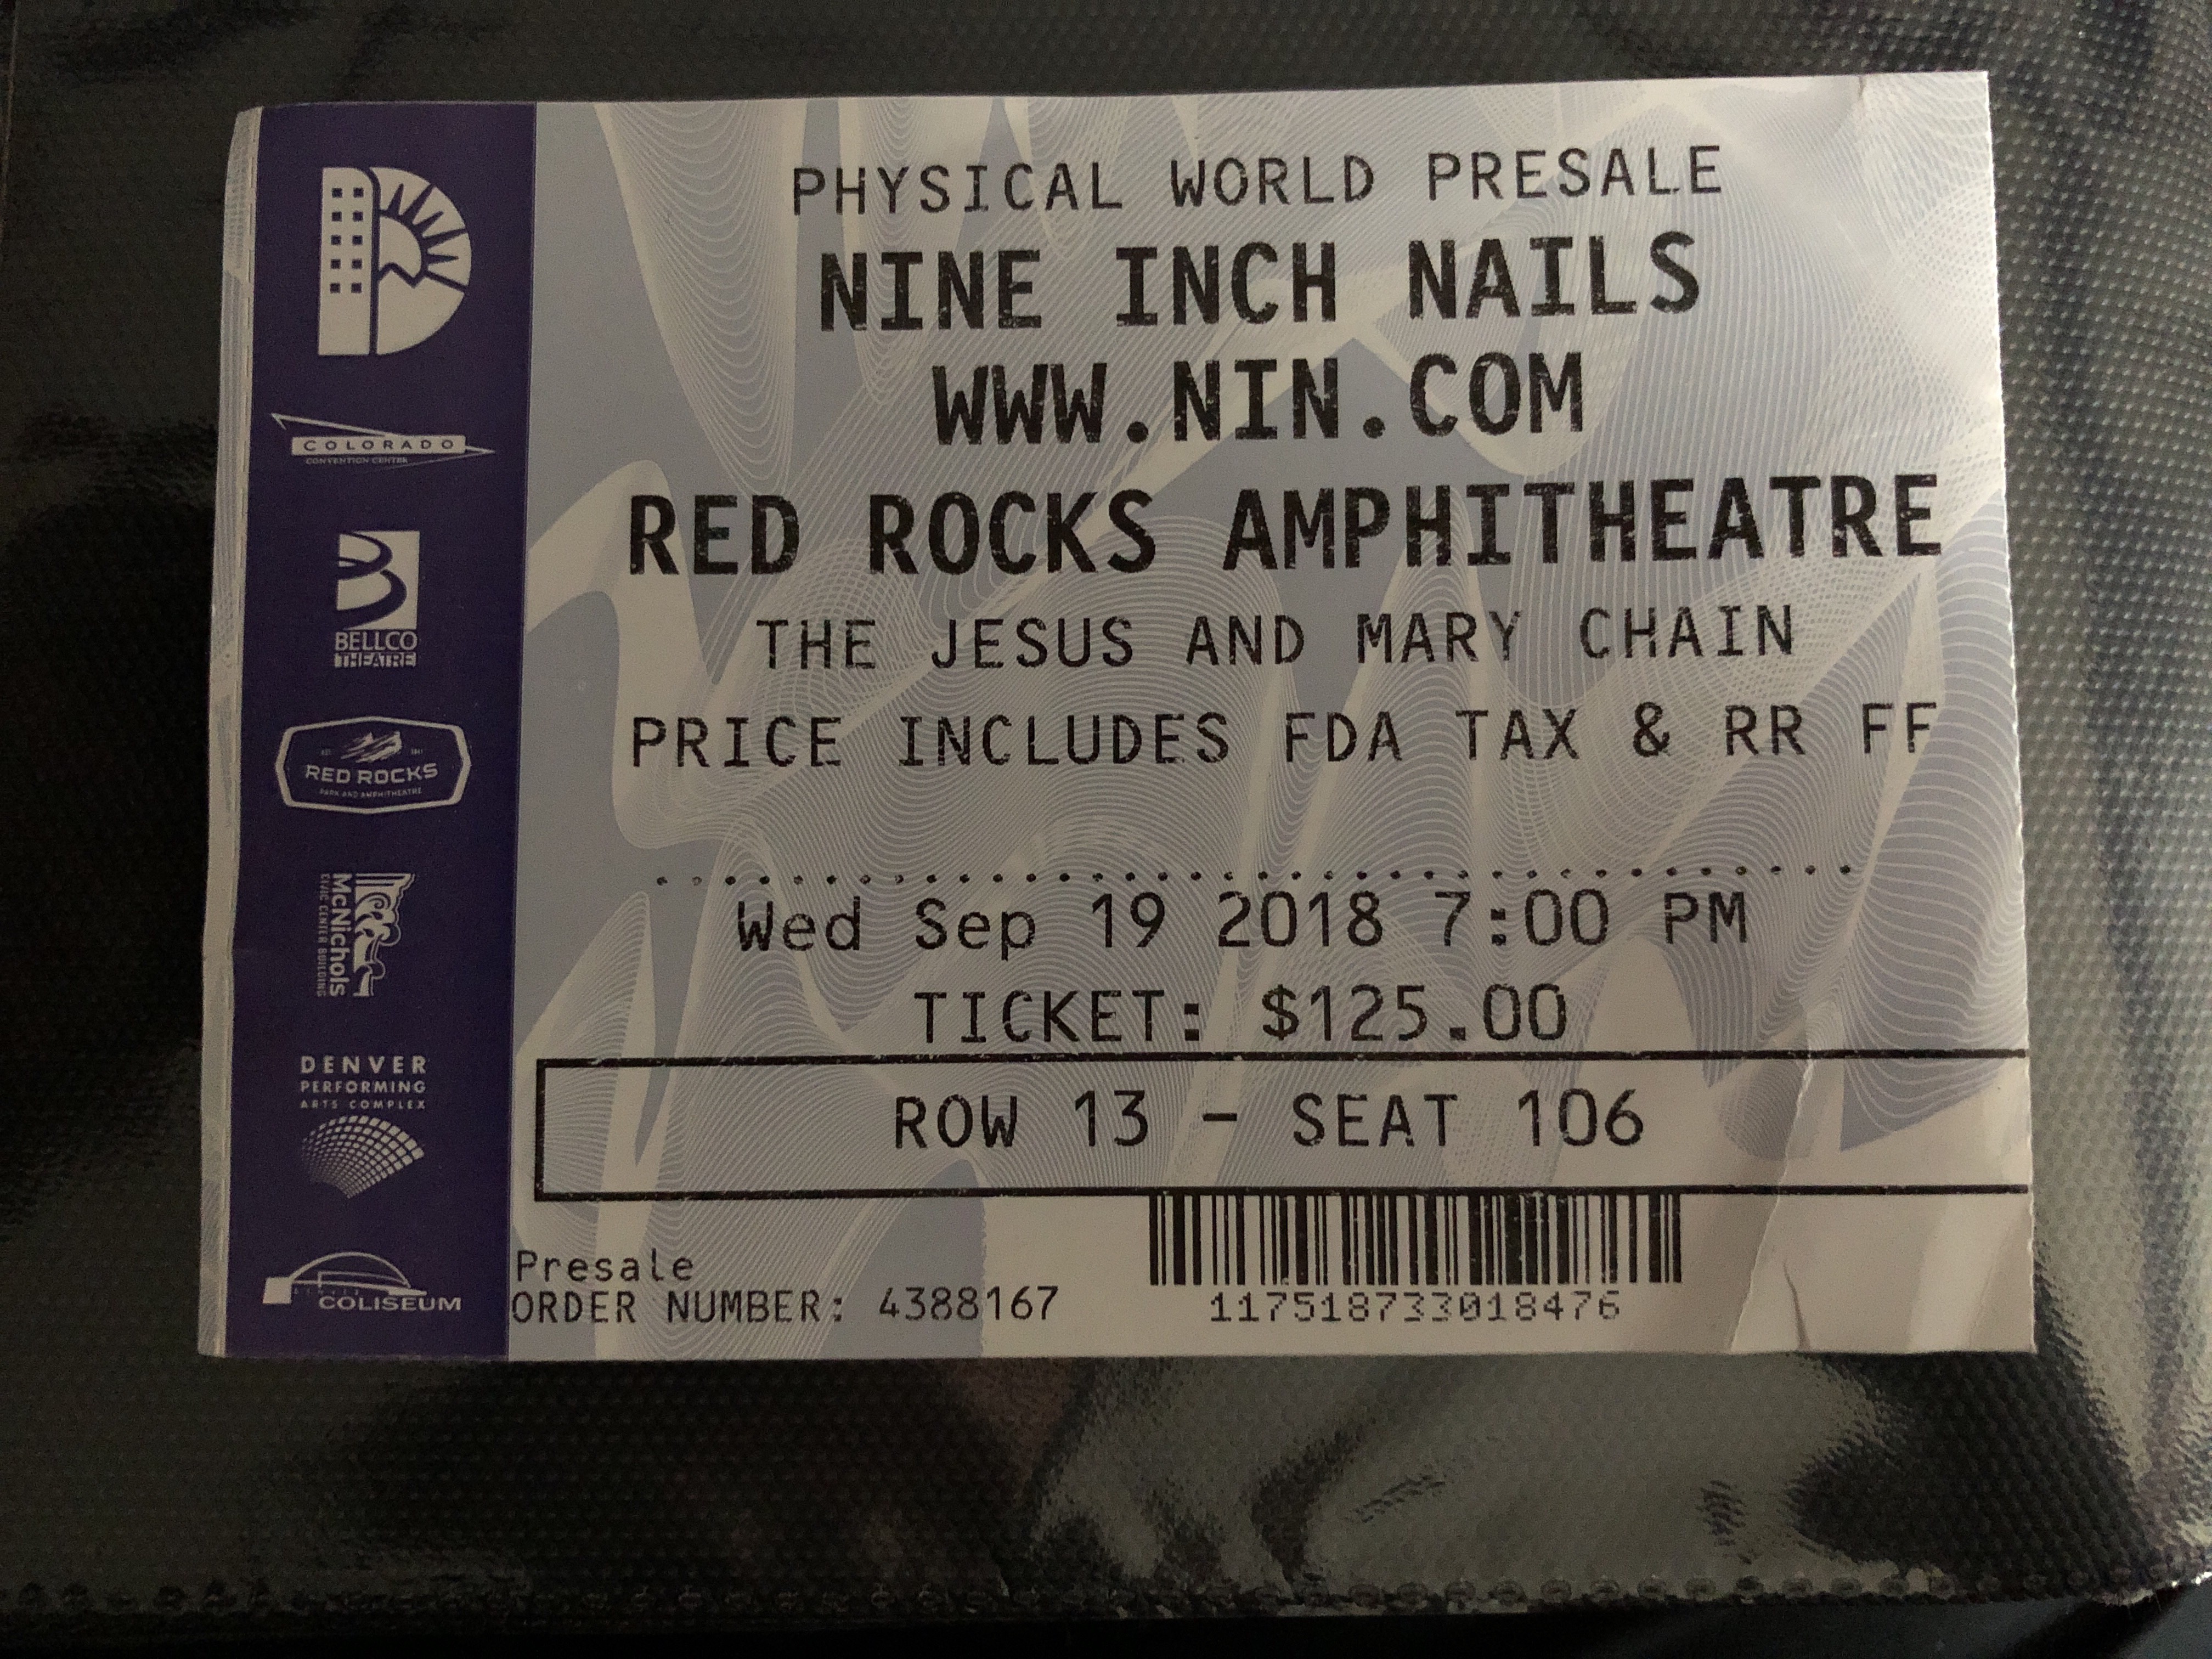 PHYSICAL WORLD PRESALE
NINE INCH NAILS
WWW.NIN.COM
RED ROCKS AMPHITHEATRE
THE JESUS AND MARY CHAIN
PRICE INCLUDES FDA TAX & RR FF
Wed Sep 19 2018 7:00 PM
TICKET: $125.00
ROW 13 - SEAT 106
Presale
ORDER NUMBER: 4388167
117518733018476
COLORADO
CONVENTION CENTER
BELLCO
THEATRE
RED ROCKS
PARK AND AMPHITHEATRE
McNichols
CIVIC CENTER BUILDING
DENVER
PERFORMING
ARTS COMPLEX
COLISEUM